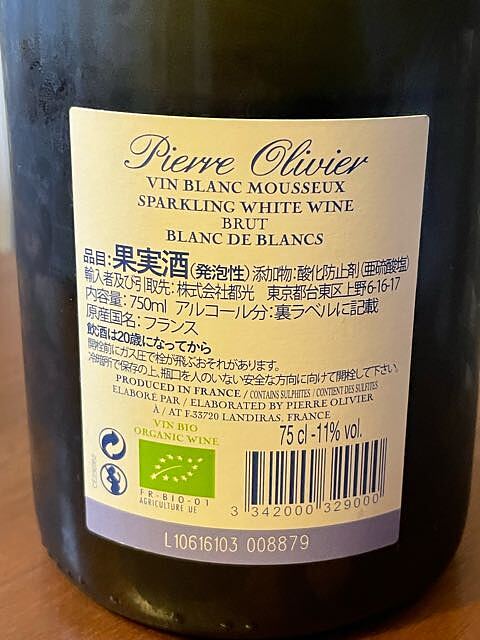 Pierre Olivier
VIN BLANC MOUSSEUX
SPARKLING WHITE WINE
BRUT
BLANC DE BLANCS
品目:果実酒(発泡性) 添加物:酸化防止剤(亜硫酸塩)
輸入者及び引取先:株式会社都光 東京都台東区上野6-16-17
内容量:750ml アルコール分:裏ラベルに記載
原産国名:フランス
飲酒は20歳になってから
開栓前にガス圧で栓が飛ぶおそれがあります。
冷暗所で保存の上、瓶口を人のいない安全な方向に向けて開栓して下さい。
PRODUCED IN FRANCE / CONTAINS SULPHITES / CONTIENT DES SULFITES
ELABORÉ PAR / ELABORATED BY PIERRE OLIVIER
À / AT F-33720 LANDIRAS, FRANCE
VIN BIO
ORGANIC WINE
75 cl -11% vol.
FR-BIO-01
AGRICULTURE UE
3 342000 329000
L10616103 008879